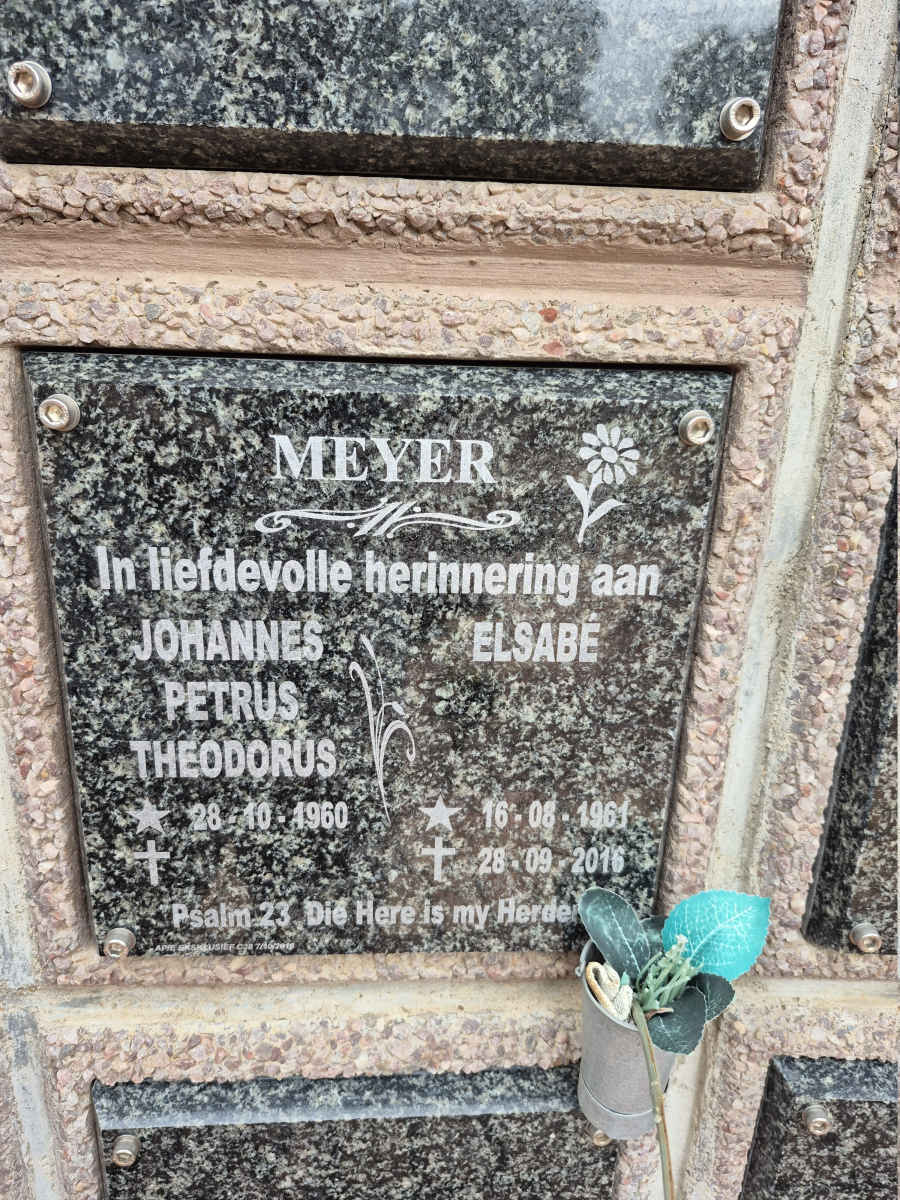 MEYER
In liefdevolle herinnering aan
JOHANNES
PETRUS
THEODORUS
ELSABÉ
28 - 10 - 1960
16 - 08 - 1961
28 - 09 - 2016
Psalm 23 Die Here is my Herder
EKSKLUSIEF